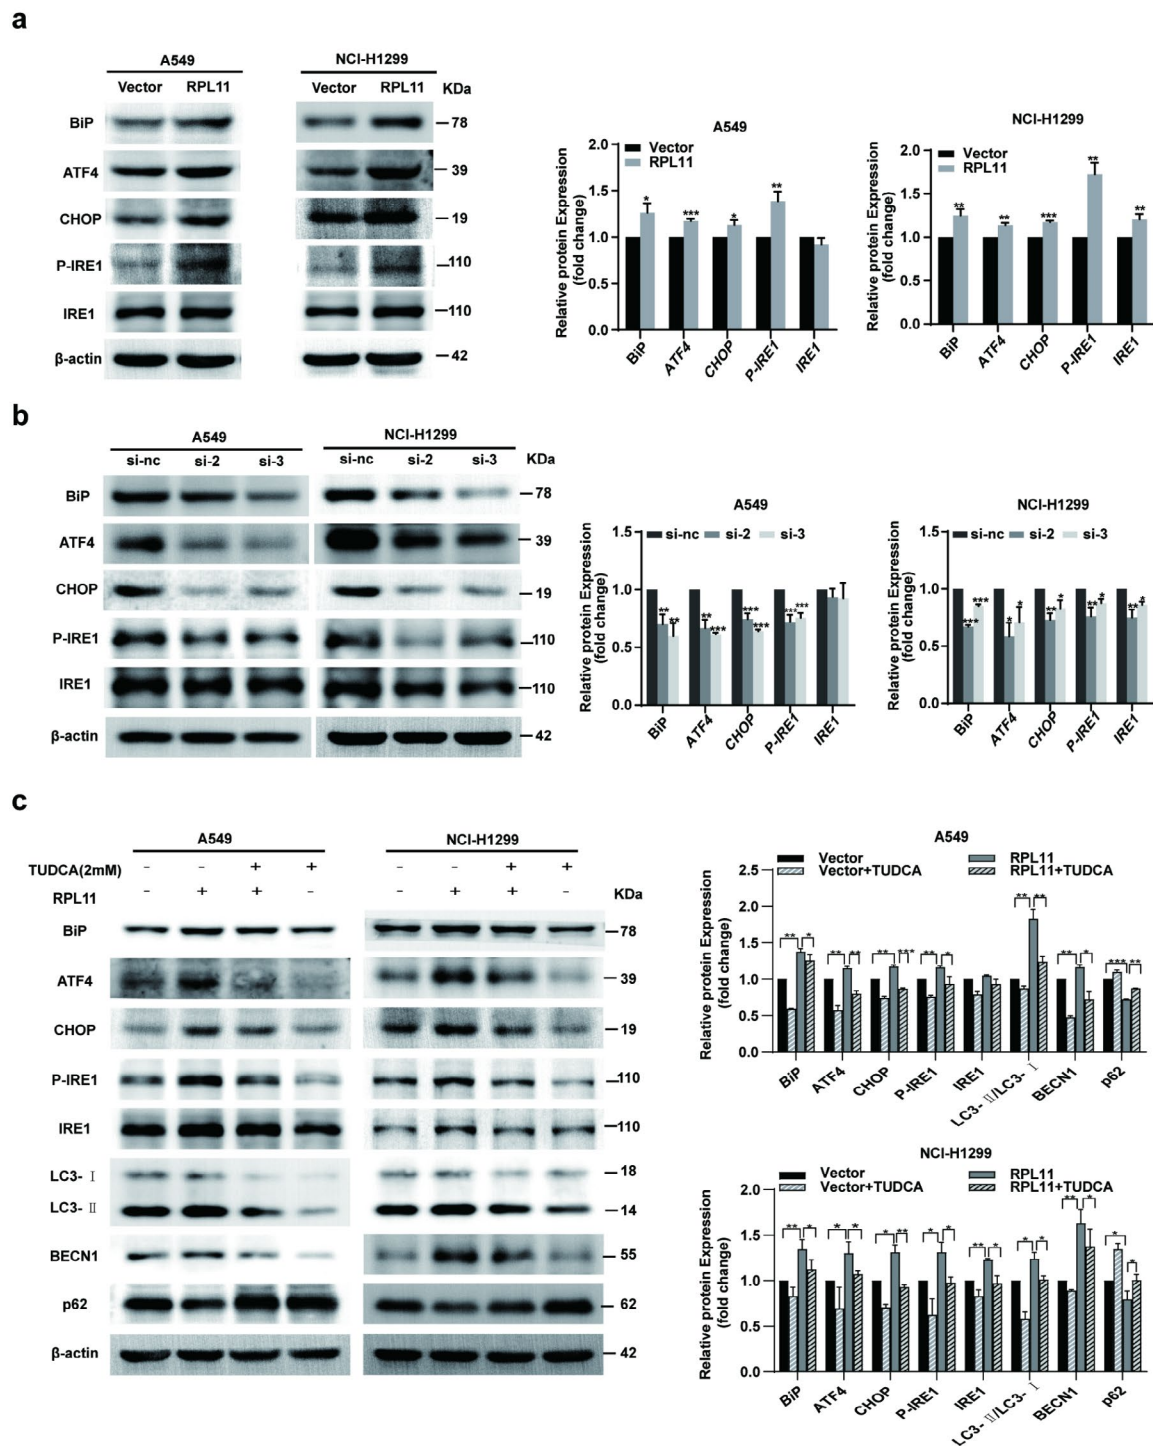 a
A549
Vector RPL11
NCI-H1299
Vector RPL11 KDa
BiP
ATF4
CHOP
P-IRE1
IRE1
β-actin
78
39
19
110
110
42
A549
Vector
RPL11
Relative protein Expression
(fold change)
2.0
1.5
1.0
0.5
0.0
* *** * **
BiP ATF4 CHOP P-IRE1 IRE1
NCI-H1299
Vector
RPL11
Relative protein Expression
(fold change)
2.0
1.5
1.0
0.5
0.0
** ** *** ** **
BiP ATF4 CHOP P-IRE1 IRE1
b
A549
si-nc si-2 si-3
NCI-H1299
si-nc si-2 si-3 KDa
BiP
ATF4
CHOP
P-IRE1
IRE1
β-actin
78
39
19
110
110
42
A549
si-nc si-2 si-3
Relative protein Expression
(fold change)
1.5
1.0
0.5
0.0
** ** ** *** *** *** *** ***
BiP ATF4 CHOP P-IRE1 IRE1
NCI-H1299
si-nc si-2 si-3
Relative protein Expression
(fold change)
1.5
1.0
0.5
0.0
*** *** * * ** * ** * ** *
BiP ATF4 CHOP P-IRE1 IRE1
c
A549
NCI-H1299
TUDCA(2mM) - - + + - - + +
RPL11 - + + - - + + -
KDa
BiP
ATF4
CHOP
P-IRE1
IRE1
LC3- Ⅰ
LC3- Ⅱ
BECN1
p62
β-actin
78
39
19
110
110
18
14
55
62
42
A549
Vector RPL11
Vector+TUDCA RPL11+TUDCA
Relative protein Expression
(fold change)
2.5
2.0
1.5
1.0
0.5
0.0
** * ** ** ** *** ** * ** ** ** * *** **
BiP ATF4 CHOP P-IRE1 IRE1 LC3- Ⅱ/LC3- Ⅰ BECN1 p62
NCI-H1299
Vector RPL11
Vector+TUDCA RPL11+TUDCA
Relative protein Expression
(fold change)
2.0
1.5
1.0
0.5
0.0
** * * * * ** * * ** * * * ** * * *
BiP ATF4 CHOP P-IRE1 IRE1 LC3- Ⅱ/LC3- Ⅰ BECN1 p62